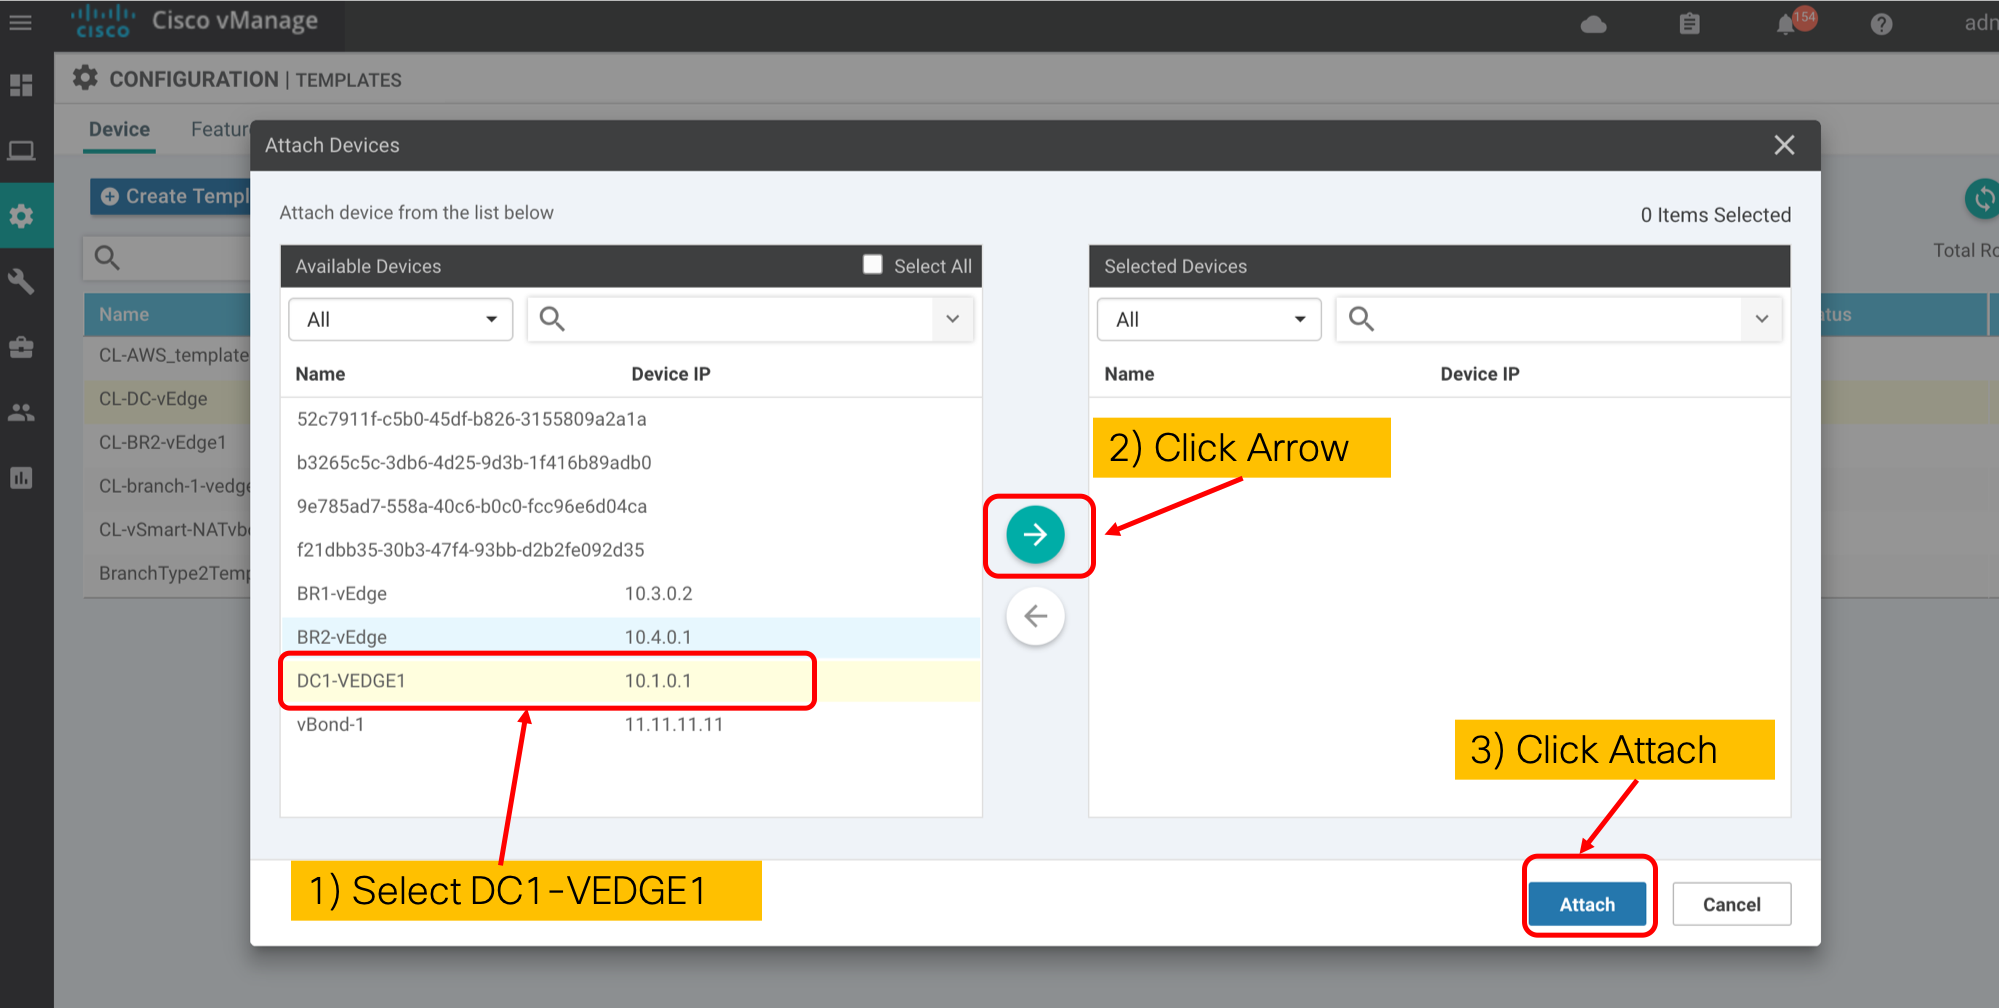 cisco
Cisco vManage
154
adn
CONFIGURATION | TEMPLATES
Device
Featur
Create Templ
Total Ro
Name
atus
CL-AWS_template
CL-DC-vEdge
CL-BR2-vEdge1
CL-branch-1-vedge
CL-vSmart-NATvb
BranchType2Temp
Attach Devices
Attach device from the list below
0 Items Selected
Available Devices
Select All
All
Name Device IP
52c7911f-c5b0-45df-b826-3155809a2a1a
b3265c5c-3db6-4d25-9d3b-1f416b89adb0
9e785ad7-558a-40c6-b0c0-fcc96e6d04ca
f21dbb35-30b3-47f4-93bb-d2b2fe092d35
BR1-vEdge 10.3.0.2
BR2-vEdge 10.4.0.1
DC1-VEDGE1 10.1.0.1
vBond-1 11.11.11.11
Selected Devices
All
Name Device IP
2) Click Arrow
3) Click Attach
1) Select DC1-VEDGE1
Attach
Cancel